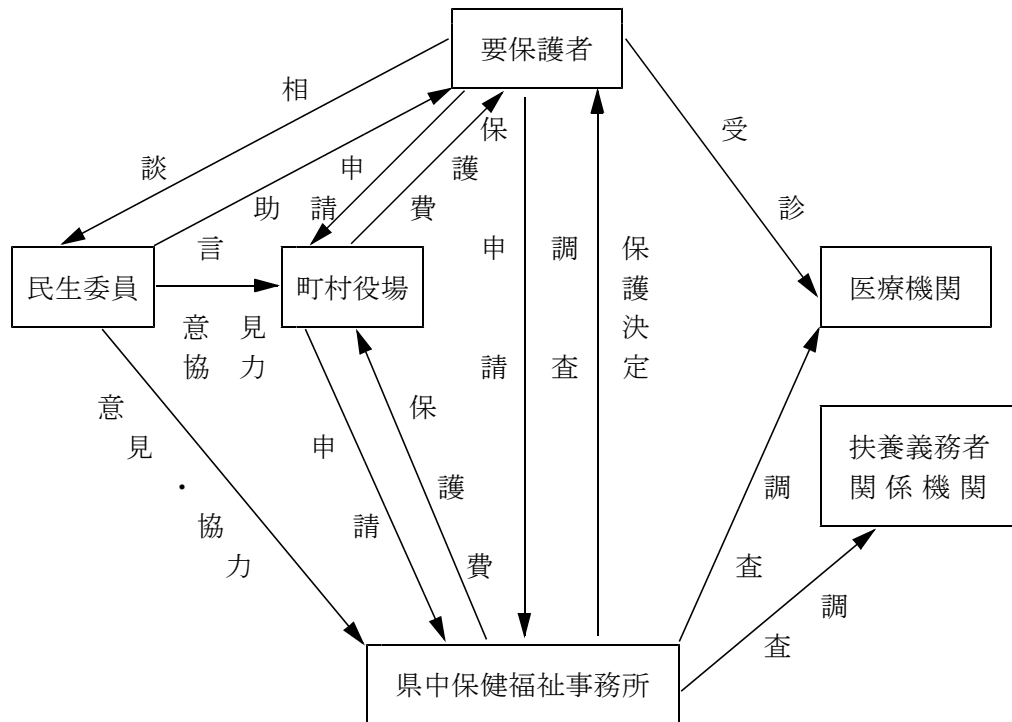 要保護者
相談
助言
申請
保護費
申請
調査
保護決定
受診
民生委員
町村役場
医療機関
意見
協力
意見・協力
申請
保護費
扶養義務者
関係機関
調査
調査
県中保健福祉事務所